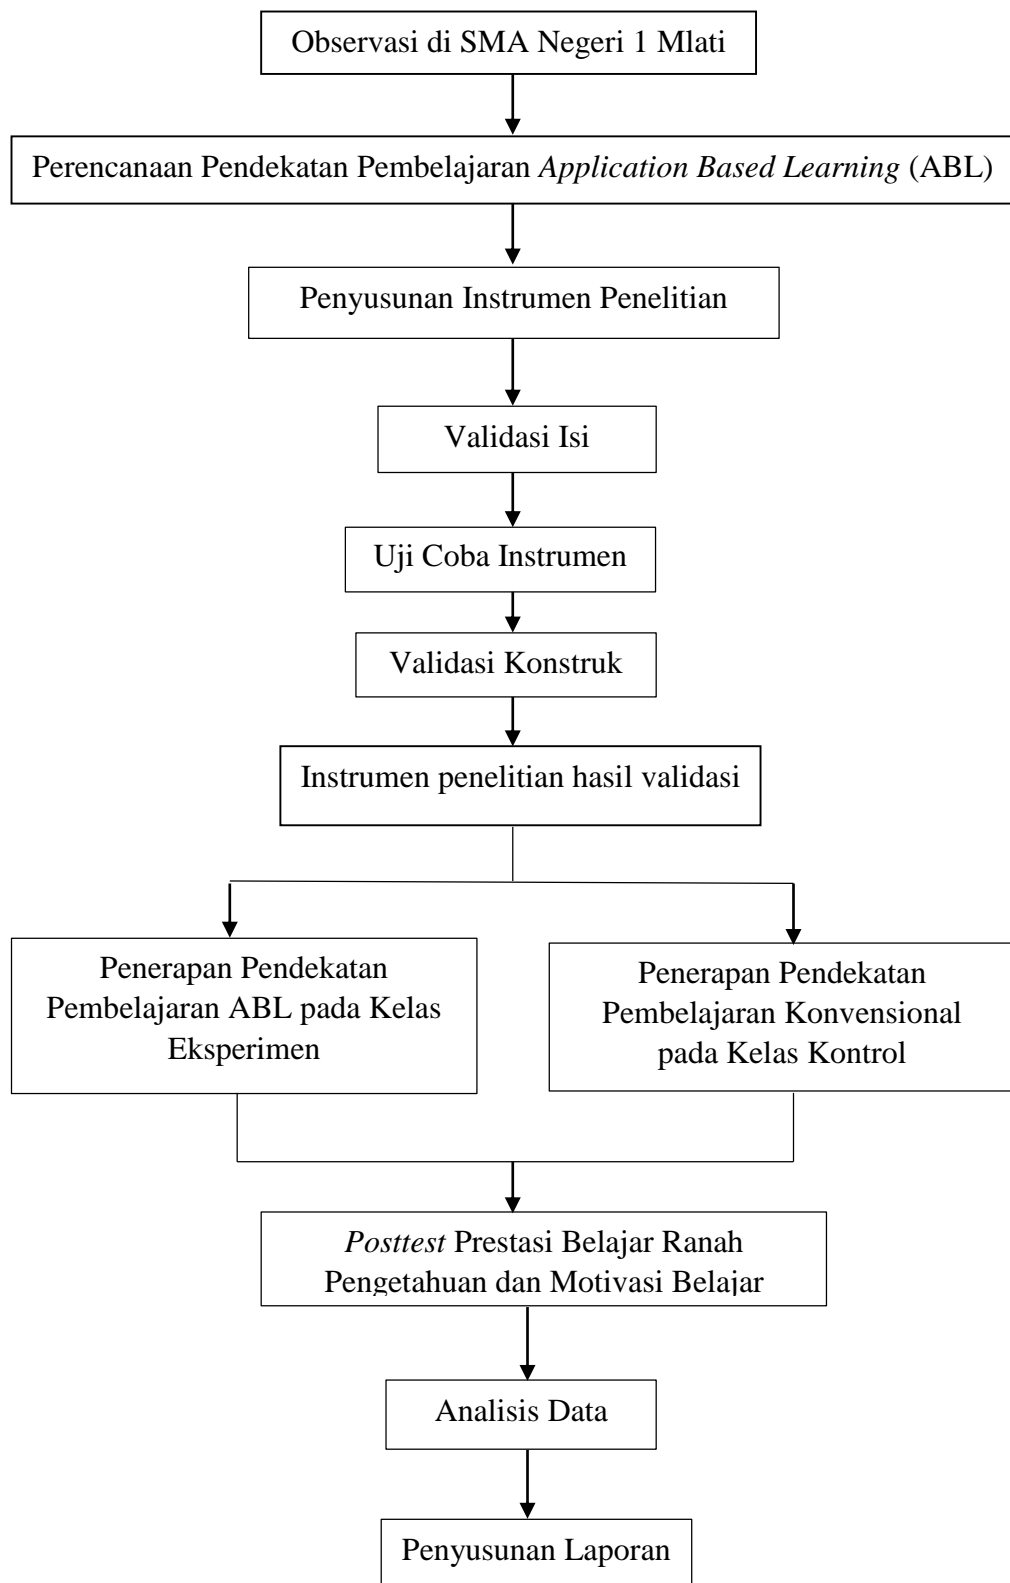 Observasi di SMA Negeri 1 Mlati
Perencanaan Pendekatan Pembelajaran Application Based Learning (ABL)
Penyusunan Instrumen Penelitian
Validasi Isi
Uji Coba Instrumen
Validasi Konstruk
Instrumen penelitian hasil validasi
Penerapan Pendekatan
Pembelajaran ABL pada Kelas
Eksperimen
Penerapan Pendekatan
Pembelajaran Konvensional
pada Kelas Kontrol
Posttest Prestasi Belajar Ranah
Pengetahuan dan Motivasi Belajar
Analisis Data
Penyusunan Laporan